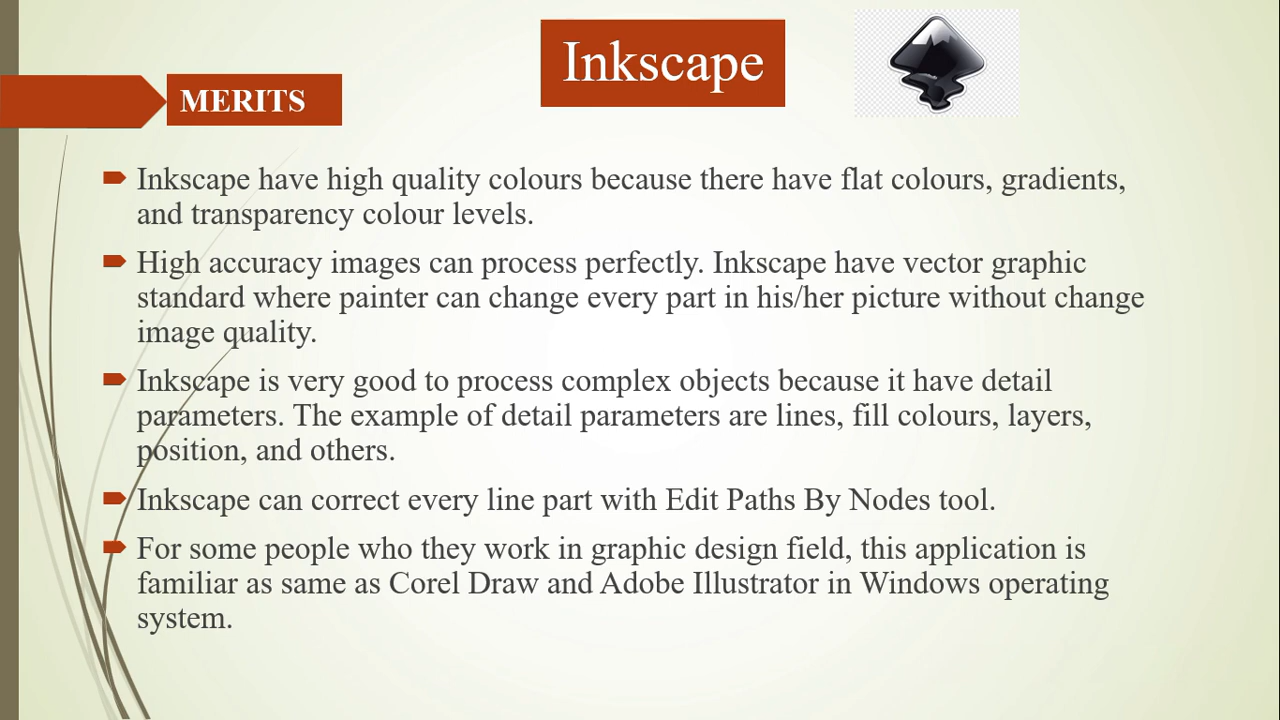 Inkscape
MERITS
Inkscape have high quality colours because there have flat colours, gradients,
and transparency colour levels.
High accuracy images can process perfectly. Inkscape have vector graphic
standard where painter can change every part in his/her picture without change
image quality.
Inkscape is very good to process complex objects because it have detail
parameters. The example of detail parameters are lines, fill colours, layers,
position, and others.
Inkscape can correct every line part with Edit Paths By Nodes tool.
For some people who they work in graphic design field, this application is
familiar as same as Corel Draw and Adobe Illustrator in Windows operating
system.